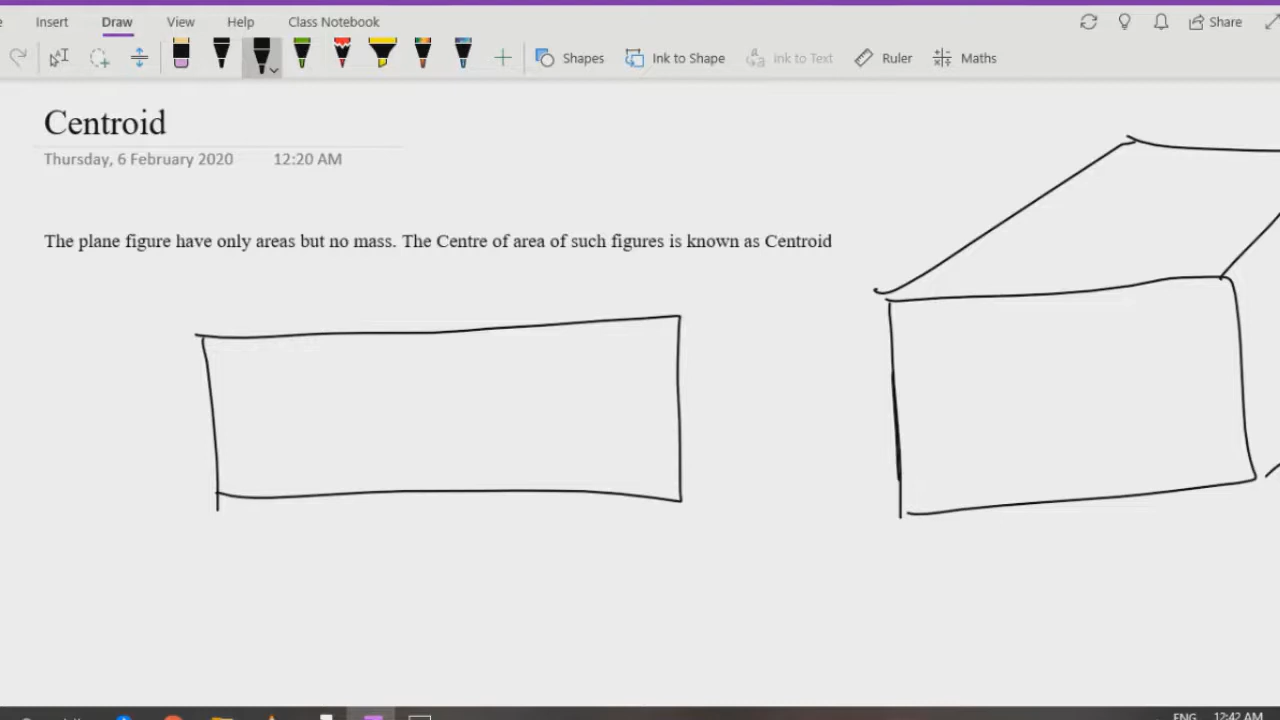 Insert Draw View Help Class Notebook Share
Shapes Ink to Shape Ink to Text Ruler Maths
Centroid
Thursday, 6 February 2020 12:20 AM
The plane figure have only areas but no mass. The Centre of area of such figures is known as Centroid
ENG 12:42 AM